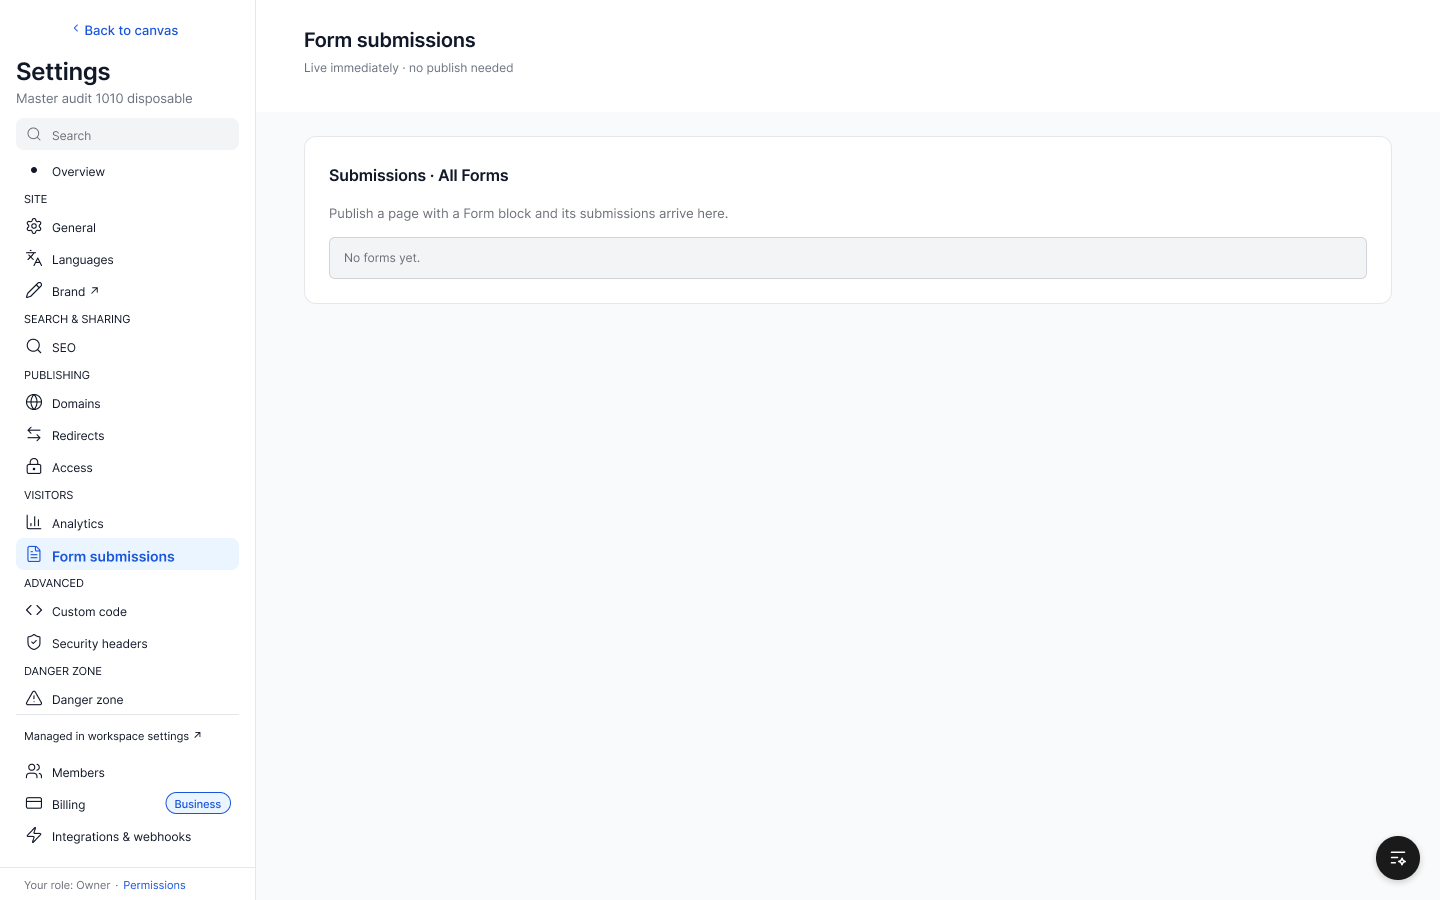 Back to canvas
Settings
Master audit 1010 disposable
Search
Overview
SITE
General
Languages
Brand ↗
SEARCH & SHARING
SEO
PUBLISHING
Domains
Redirects
Access
VISITORS
Analytics
Form submissions
ADVANCED
Custom code
Security headers
DANGER ZONE
Danger zone
Managed in workspace settings ↗
Members
Billing Business
Integrations & webhooks
Your role: Owner · Permissions
Form submissions
Live immediately · no publish needed
Submissions · All Forms
Publish a page with a Form block and its submissions arrive here.
No forms yet.